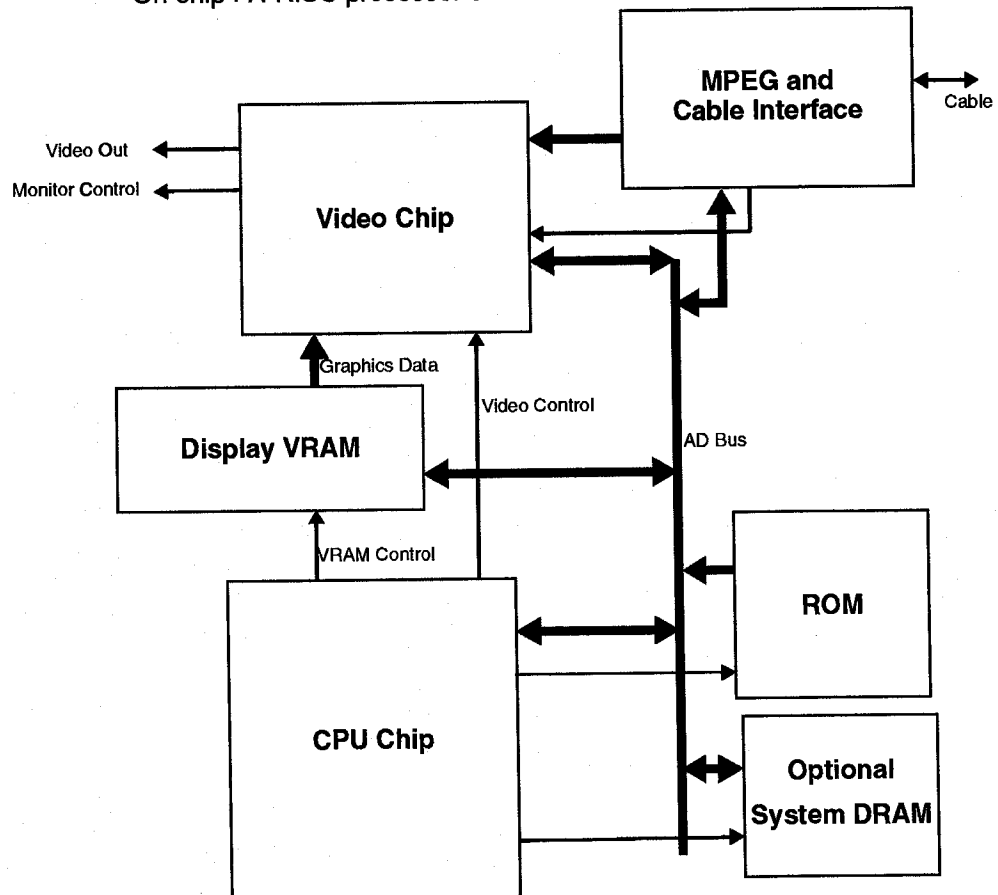 MPEG and
Cable Interface
Cable
Video Out
Monitor Control
Video Chip
Graphics Data
Video Control
Display VRAM
AD Bus
VRAM Control
ROM
CPU Chip
Optional
System DRAM